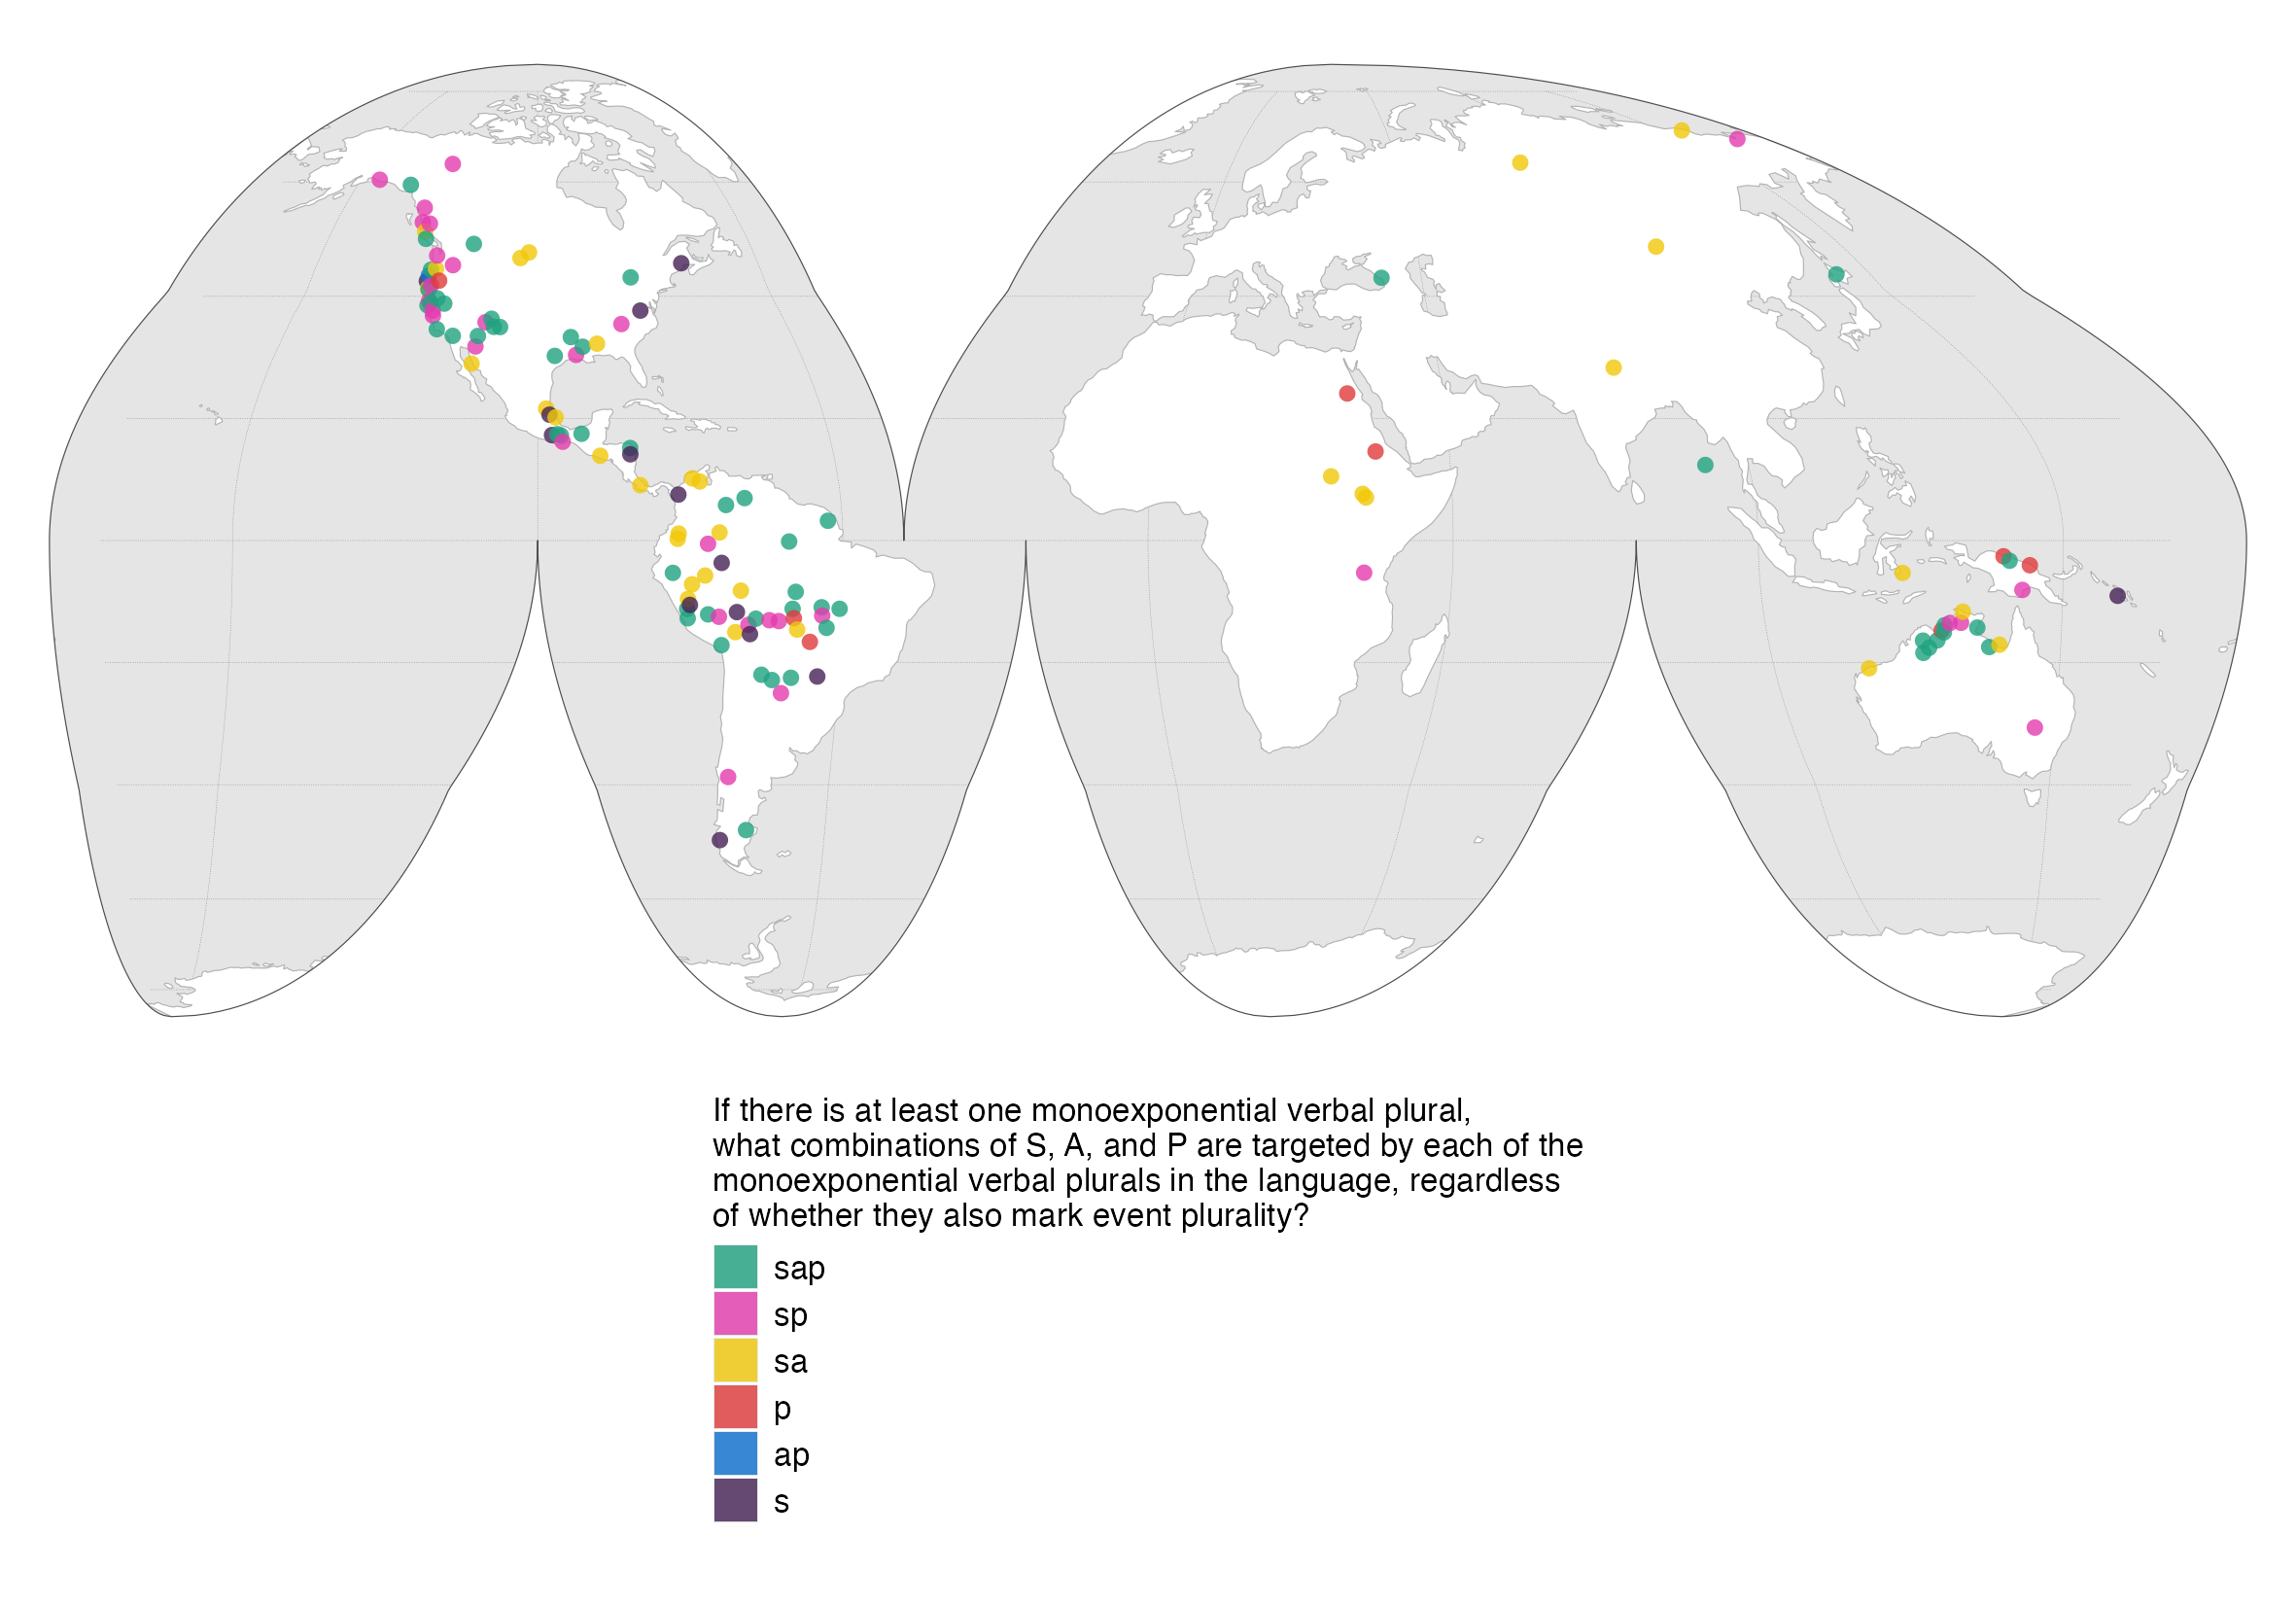 If there is at least one monoexponential verbal plural,
what combinations of S, A, and P are targeted by each of the
monoexponential verbal plurals in the language, regardless
of whether they also mark event plurality?
sap
sp
sa
p
ap
s